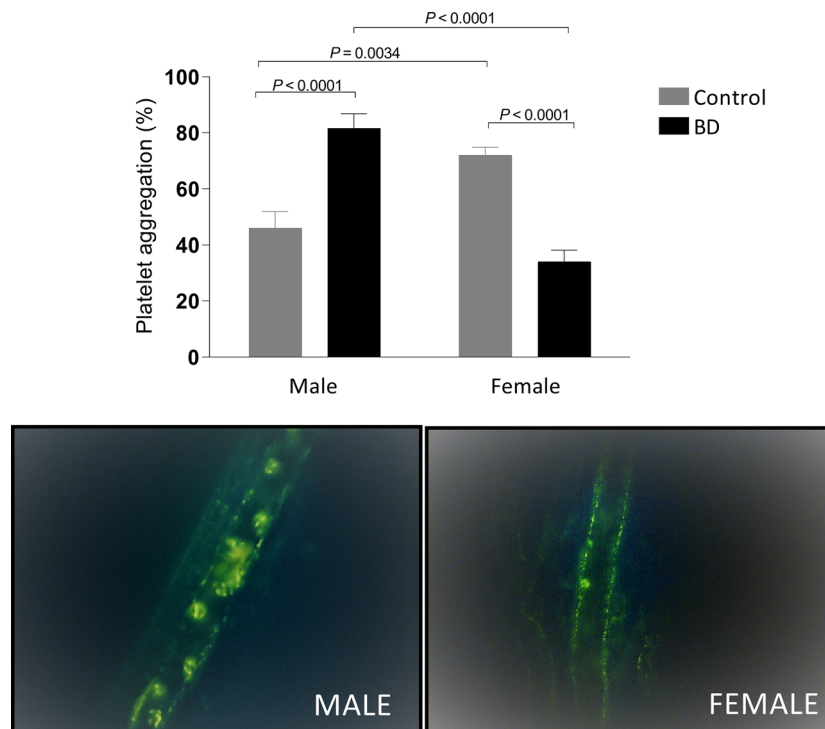 P < 0.0001
P = 0.0034
P < 0.0001
P < 0.0001
Control
BD
Platelet aggregation (%)
100
80
60
40
20
0
Male
Female
MALE
FEMALE